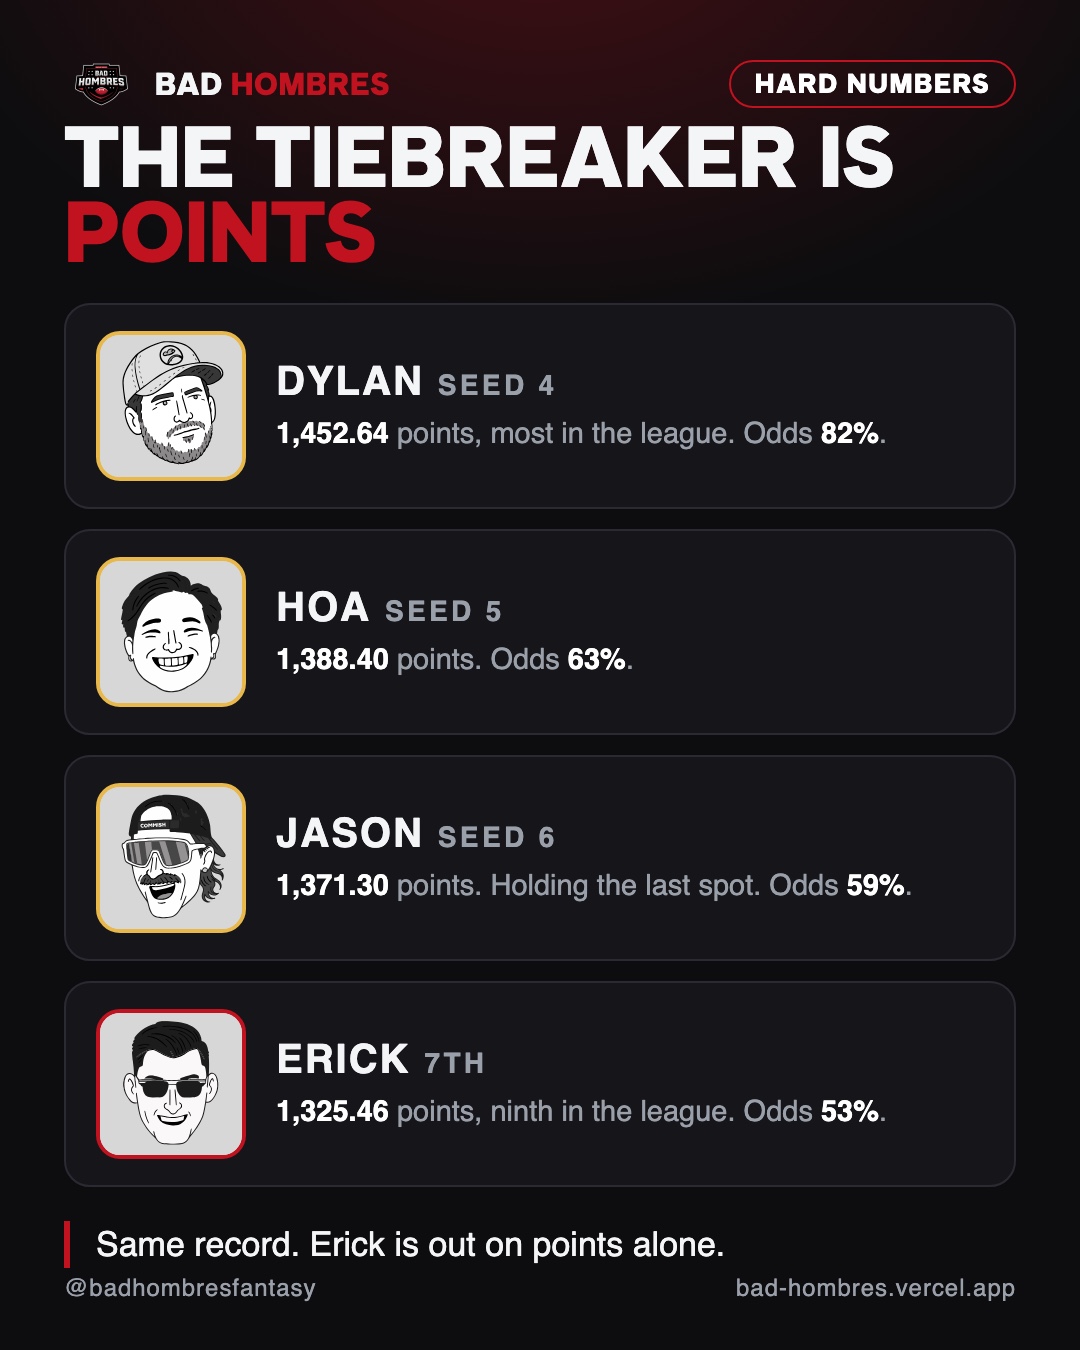 BAD HOMBRES
BAD HOMBRES
HARD NUMBERS
THE TIEBREAKER IS
POINTS
DYLAN SEED 4
1,452.64 points, most in the league. Odds 82%.
HOA SEED 5
1,388.40 points. Odds 63%.
COMMISH
JASON SEED 6
1,371.30 points. Holding the last spot. Odds 59%.
ERICK 7TH
1,325.46 points, ninth in the league. Odds 53%.
Same record. Erick is out on points alone.
@badhombresfantasy
bad-hombres.vercel.app